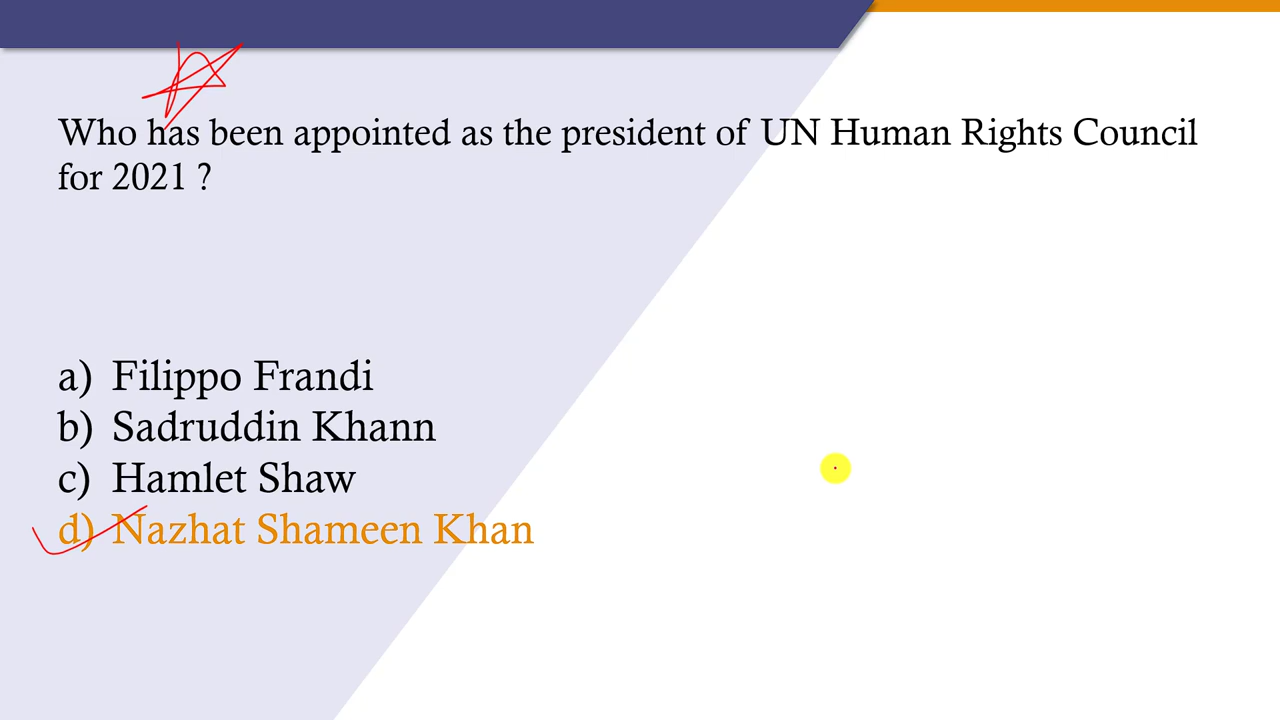 Who has been appointed as the president of UN Human Rights Council
for 2021 ?
a) Filippo Frandi
b) Sadruddin Khann
c) Hamlet Shaw
d) Nazhat Shameen Khan